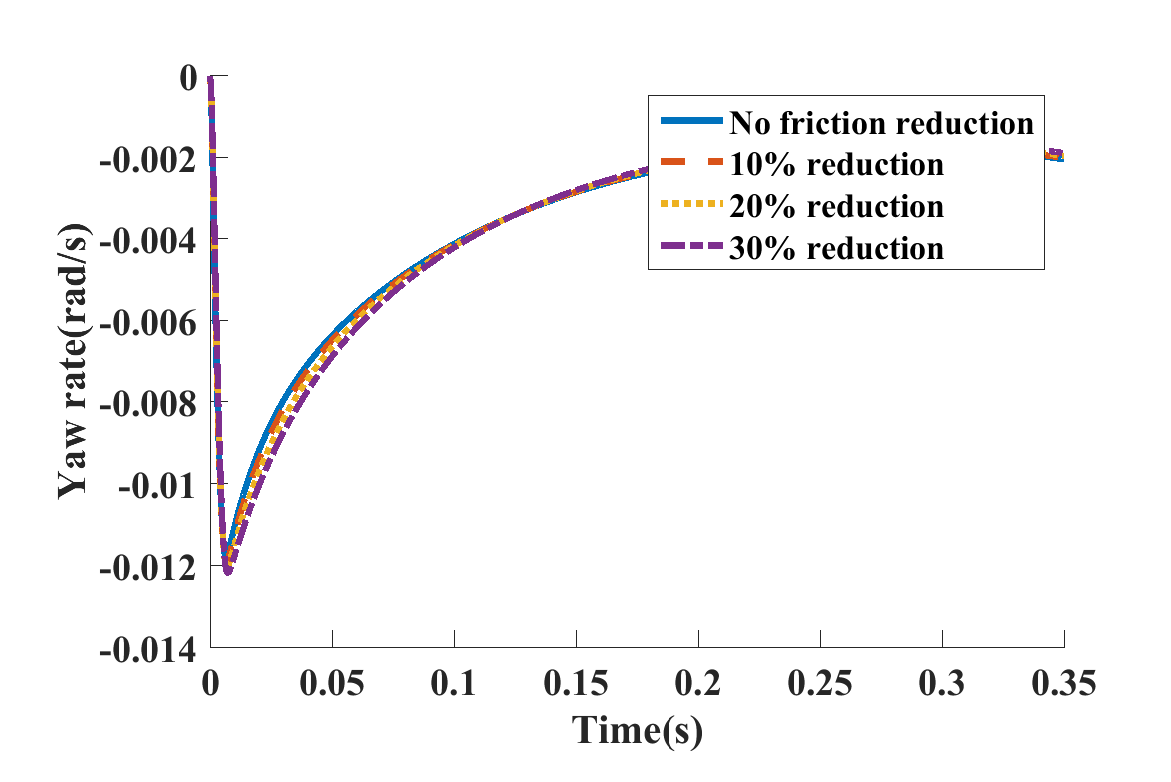 0
-0.002
-0.004
-0.006
-0.008
-0.01
-0.012
-0.014
Yaw rate(rad/s)
No friction reduction
10% reduction
20% reduction
30% reduction
0 0.05 0.1 0.15 0.2 0.25 0.3 0.35
Time(s)